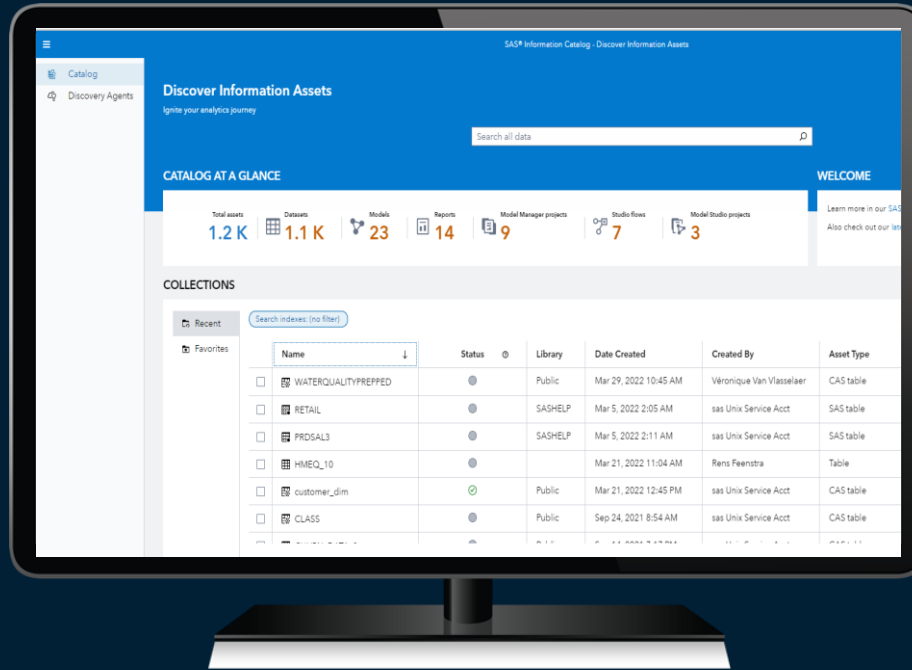 SAS® Information Catalog - Discover Information Assets
Catalog
Discovery Agents
Discover Information Assets
Ignite your analytics journey
Search all data
CATALOG AT A GLANCE
WELCOME
Total assets
1.2 K
Datasets
1.1 K
Models
23
Reports
14
Model Manager projects
9
Studio flows
7
Model Studio projects
3
Learn more in our SAS
Also check out our
COLLECTIONS
Recent
Favorites
Search indexes: (no filter)
Name Status Library Date Created Created By Asset Type
WATERQUALITYPREPPED Public Mar 29, 2022 10:45 AM Véronique Van Vlasselaer CAS table
RETAIL SASHELP Mar 5, 2022 2:05 AM sas Unix Service Acct SAS table
PRDSAL3 SASHELP Mar 5, 2022 2:11 AM sas Unix Service Acct SAS table
HMEQ_10 Mar 21, 2022 11:04 AM Rens Feenstra Table
customer_dim Public Mar 21, 2022 12:45 PM sas Unix Service Acct CAS table
CLASS Public Sep 24, 2021 8:54 AM sas Unix Service Acct CAS table